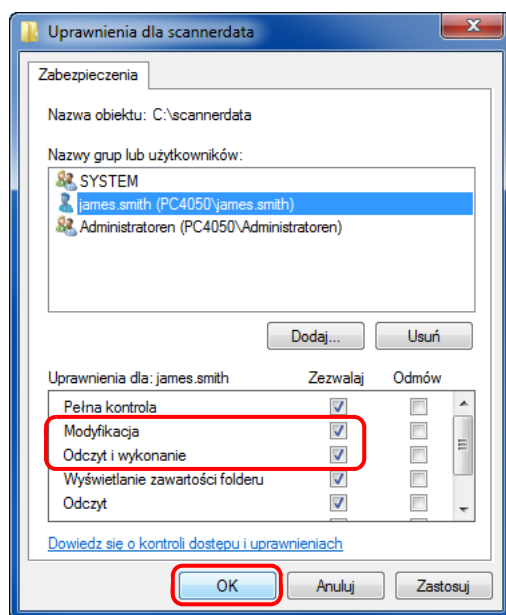 Uprawnienia dla scannerdata
Zabezpieczenia
Nazwa obiektu: C:\scannerdata
Nazwy grup lub użytkowników:
SYSTEM
james.smith (PC4050\james.smith)
Administratoren (PC4050\Administratoren)
Dodaj... Usuń
Uprawnienia dla: james.smith Zezwalaj Odmów
Pełna kontrola
Modyfikacja
Odczyt i wykonanie
Wyświetlanie zawartości folderu
Odczyt
Dowiedz się o kontroli dostępu i uprawnieniach
OK Anuluj Zastosuj